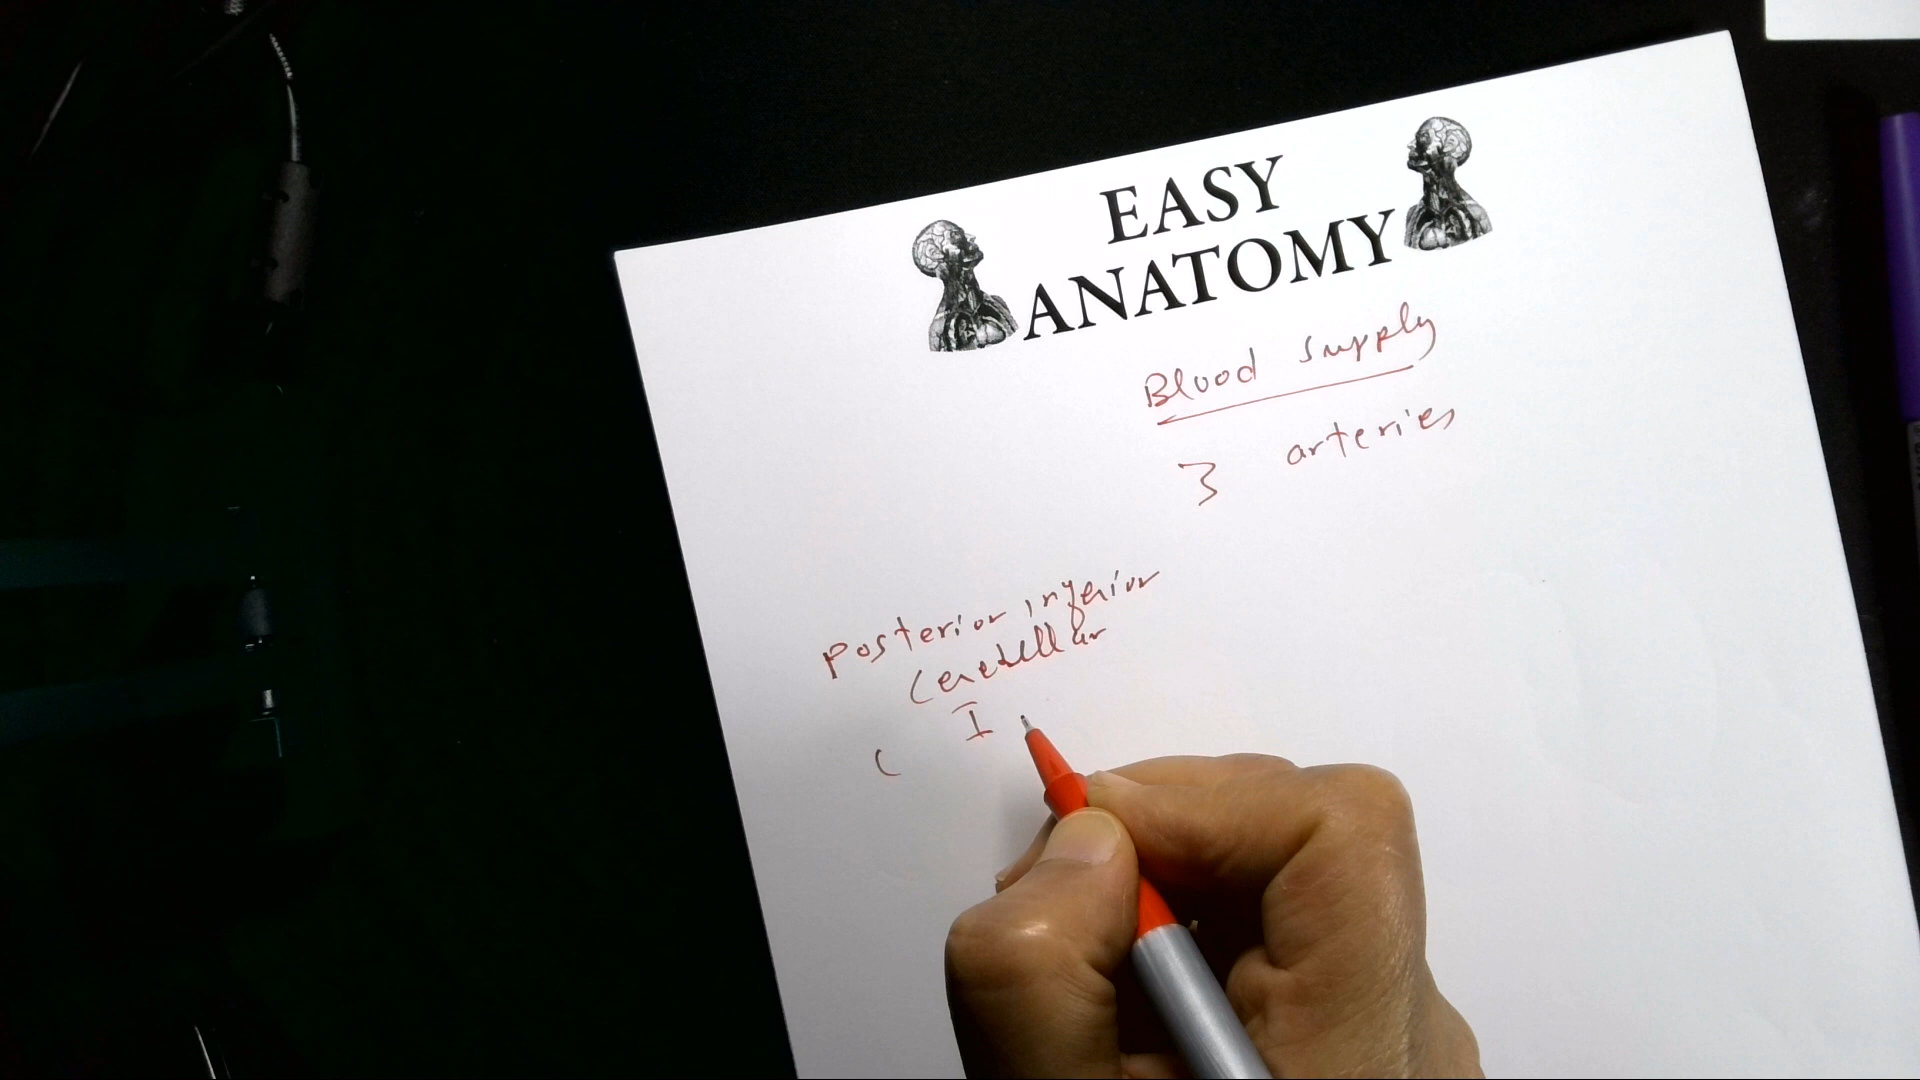 EASY
ANATOMY
Blood supply
3 arteries
posterior inferior
Cerebellar
I
(